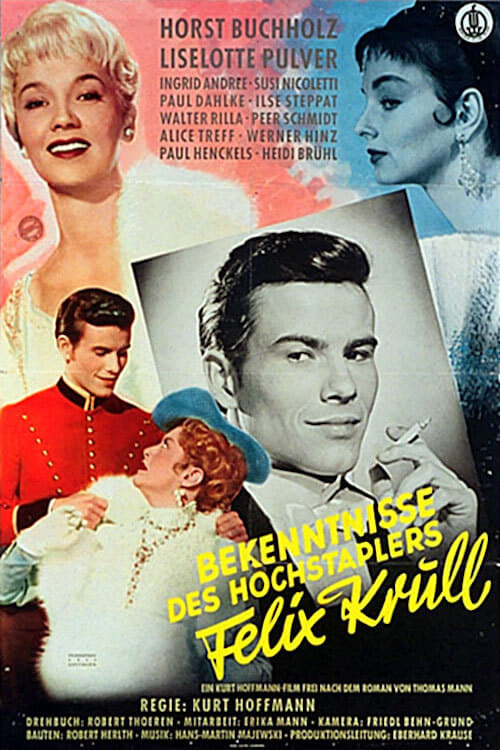 HORST BUCHHOLZ
LISELOTTE PULVER
INGRID ANDREE · SUSI NICOLETTI
PAUL DAHLKE · ILSE STEPPAT
WALTER RILLA · PEER SCHMIDT
ALICE TREFF · WERNER HINZ
PAUL HENCKELS · HEIDI BRÜHL
BEKENNTNISSE
DES HOCHSTAPLERS
Felix Krull
EIN KURT HOFFMANN-FILM FREI NACH DEM ROMAN VON THOMAS MANN
REGIE: KURT HOFFMANN
DREHBUCH: ROBERT THOEREN · MITARBEIT: ERIKA MANN · KAMERA: FRIEDL BEHN-GRUND
BAUTEN: ROBERT HERLTH · MUSIK: HANS-MARTIN MAJEWSKI · PRODUKTIONSLEITUNG: EBERHARD KRAUSE